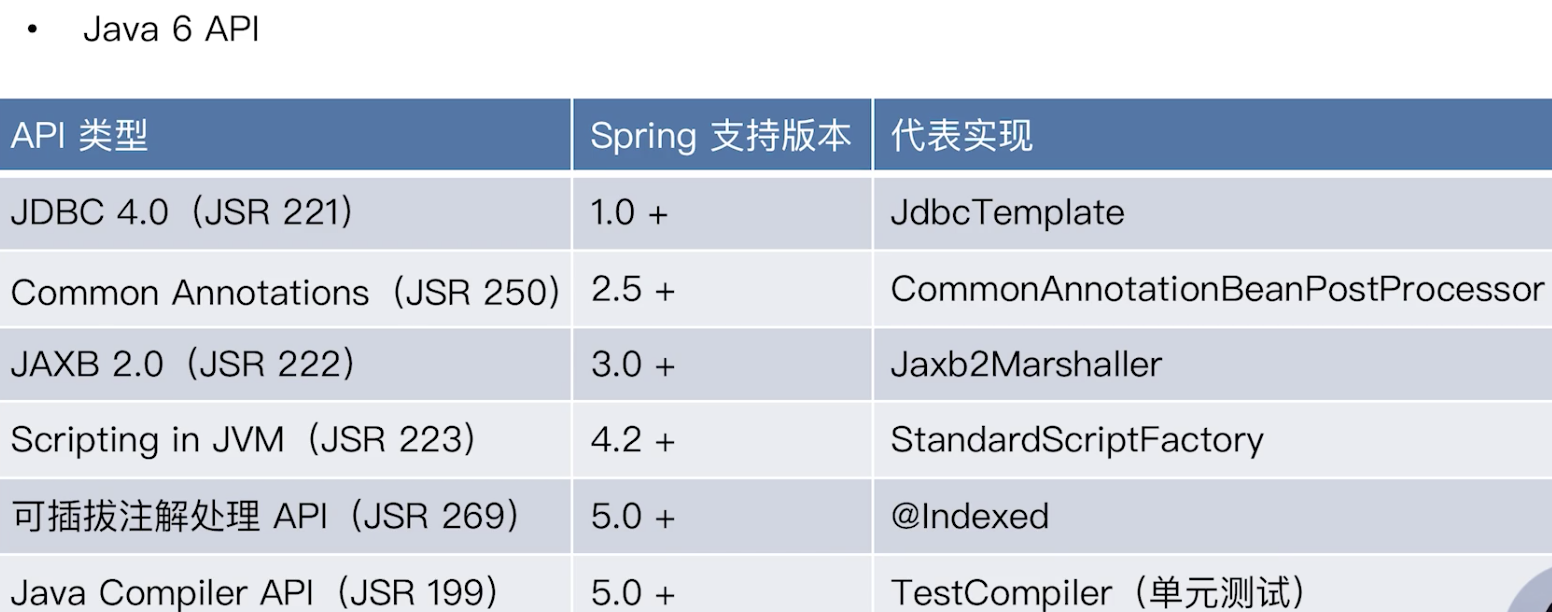 • Java 6 API
API 类型 Spring 支持版本 代表实现
JDBC 4.0（JSR 221） 1.0 + JdbcTemplate
Common Annotations（JSR 250） 2.5 + CommonAnnotationBeanPostProcessor
JAXB 2.0（JSR 222） 3.0 + Jaxb2Marshaller
Scripting in JVM（JSR 223） 4.2 + StandardScriptFactory
可插拔注解处理 API（JSR 269） 5.0 + @Indexed
Java Compiler API（JSR 199） 5.0 + TestCompiler（单元测试）